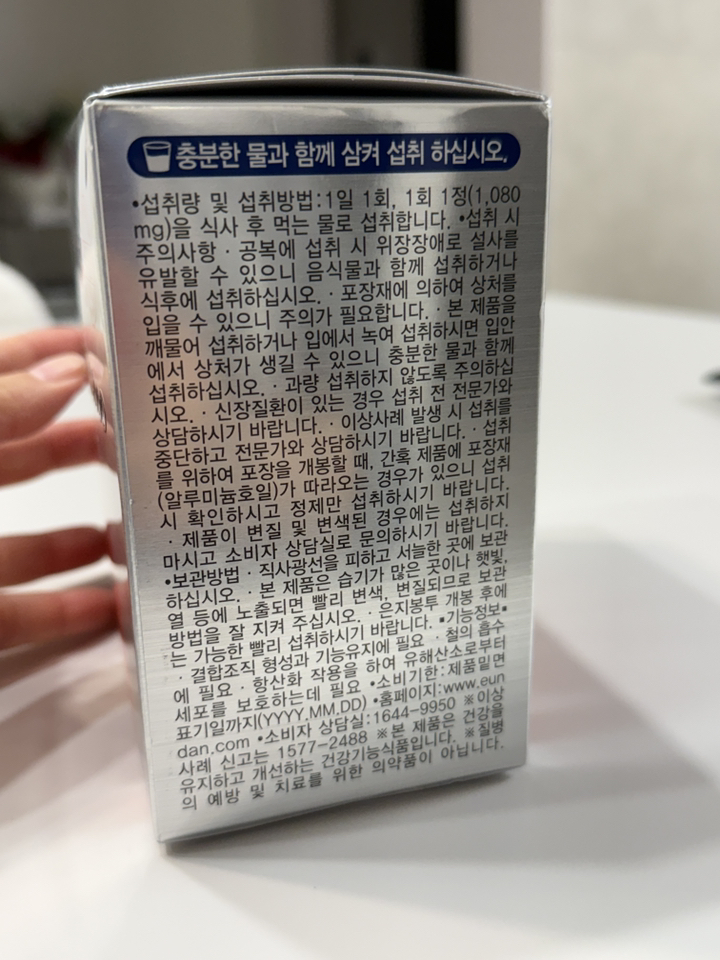 충분한 물과 함께 삼켜 섭취 하십시오.
•섭취량 및 섭취방법:1일 1회, 1회 1정(1,080
mg)을 식사 후 먹는 물로 섭취합니다. •섭취 시
주의사항 · 공복에 섭취 시 위장장애로 설사를
유발할 수 있으니 음식물과 함께 섭취하거나
식후에 섭취하십시오. · 포장재에 의하여 상처를
입을 수 있으니 주의가 필요합니다. · 본 제품을
깨물어 섭취하거나 입에서 녹여 섭취하시면 입안
에서 상처가 생길 수 있으니 충분한 물과 함께
섭취하십시오. · 과량 섭취하지 않도록 주의하십
시오. · 신장질환이 있는 경우 섭취 전 전문가와
상담하시기 바랍니다. · 이상사례 발생 시 섭취를
중단하고 전문가와 상담하시기 바랍니다. · 섭취
를 위하여 포장을 개봉할 때, 간혹 제품에 포장재
(알루미늄호일)가 따라오는 경우가 있으니 섭취
시 확인하시고 정제만 섭취하시기 바랍니다.
· 제품이 변질 및 변색된 경우에는 섭취하지
마시고 소비자 상담실로 문의하시기 바랍니다.
•보관방법 · 직사광선을 피하고 서늘한 곳에 보관
하십시오. · 본 제품은 습기가 많은 곳이나 햇빛,
열 등에 노출되면 빨리 변색, 변질되므로 보관
방법을 잘 지켜 주십시오. · 은지봉투 개봉 후에
는 가능한 빨리 섭취하시기 바랍니다. ▪기능정보▪
· 결합조직 형성과 기능유지에 필요 · 철의 흡수
에 필요 · 항산화 작용을 하여 유해산소로부터
세포를 보호하는데 필요 •소비기한:제품밑면
표기일까지(YYYY.MM.DD) •홈페이지:www.eun
dan.com •소비자 상담실:1644-9950 ※이상
사례 신고는 1577-2488 ※본 제품은 건강을
유지하고 개선하는 건강기능식품입니다. ※질병
의 예방 및 치료를 위한 의약품이 아닙니다.